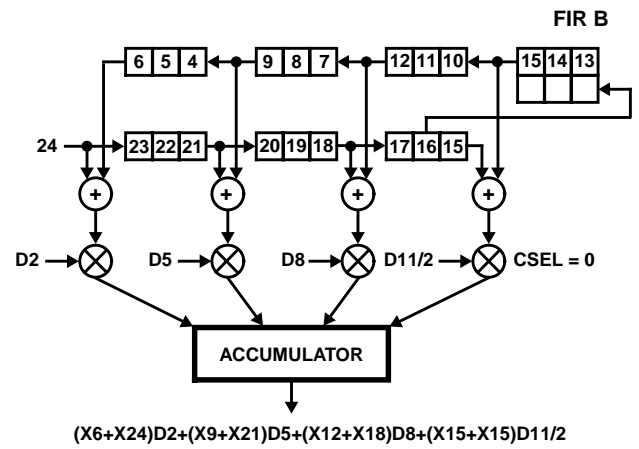 FIR B
6 5 4 9 8 7 12 11 10 15 14 13
24 23 22 21 20 19 18 17 16 15
+ + + +
D2 D5 D8 D11/2 CSEL = 0
ACCUMULATOR
(X6+X24)D2+(X9+X21)D5+(X12+X18)D8+(X15+X15)D11/2